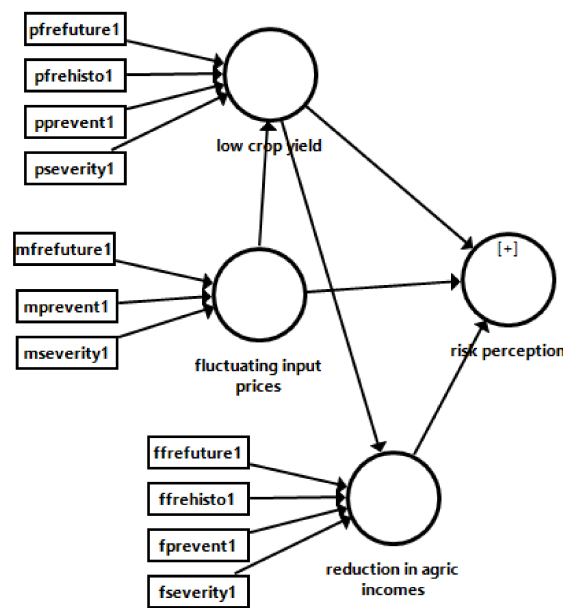 pfrefuture1
pfrehisto1
pprevent1
pseverity1
low crop yield
mfrefuture1
mprevent1
mseverity1
fluctuating input
prices
[+]
risk perception
ffrefuture1
ffrehisto1
fprevent1
fseverity1
reduction in agric
incomes